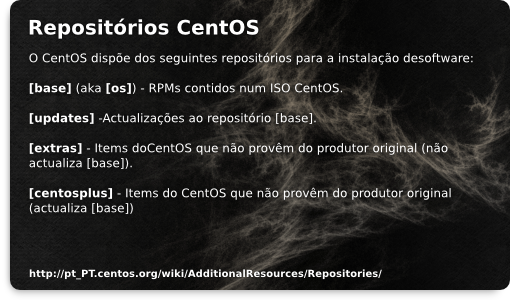 Repositórios CentOS
O CentOS dispõe dos seguintes repositórios para a instalação desoftware:
[base] (aka [os]) - RPMs contidos num ISO CentOS.
[updates] -Actualizações ao repositório [base].
[extras] - Items doCentOS que não provêm do produtor original (não
actualiza [base]).
[centosplus] - Items do CentOS que não provêm do produtor original
(actualiza [base])
http://pt_PT.centos.org/wiki/AdditionalResources/Repositories/